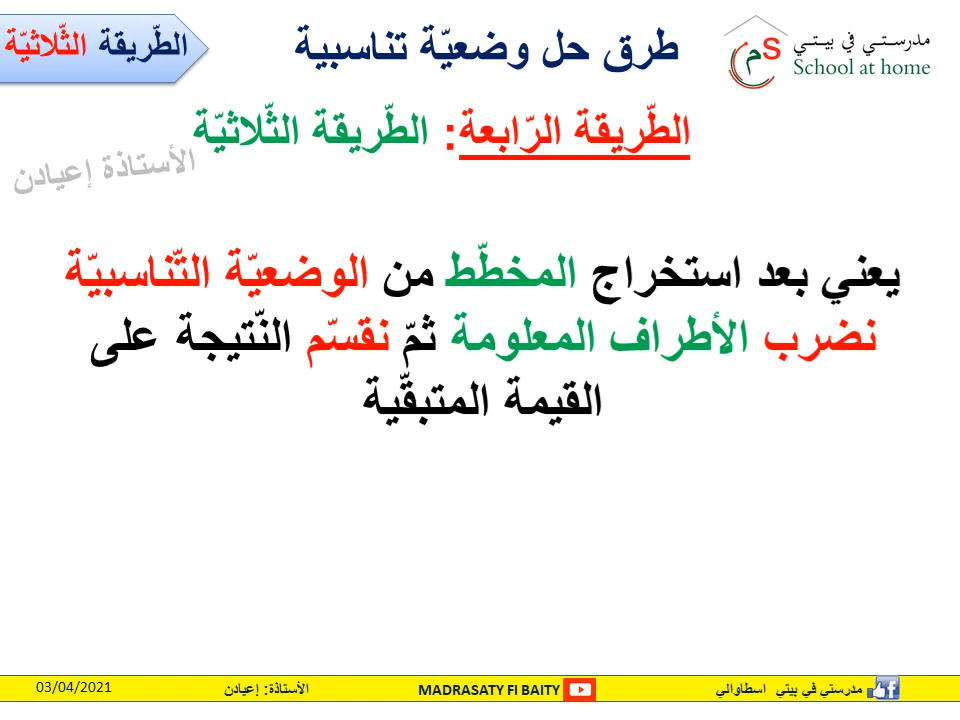 الطّريقة الثّلاثيّة
طرق حل وضعيّة تناسبية
مدرستي في بيتي
School at home
الطّريقة الرّابعة: الطّريقة الثّلاثيّة
الأستاذة إعيادن
يعني بعد استخراج المخطّط من الوضعيّة التّناسبيّة
نضرب الأطراف المعلومة ثمّ نقسّم النّتيجة على
القيمة المتبقّية
03/04/2021
الأستاذة: إعيادن
MADRASATY FI BAITY
مدرستي في بيتي اسطاوالي